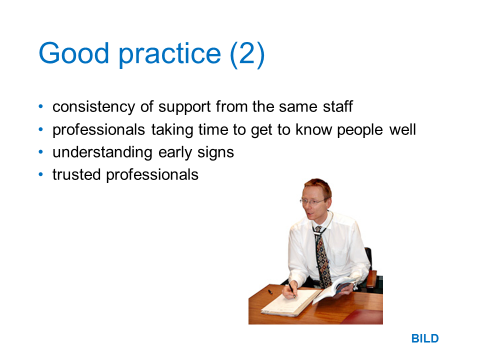 Good practice (2)
• consistency of support from the same staff
• professionals taking time to get to know people well
• understanding early signs
• trusted professionals
BILD